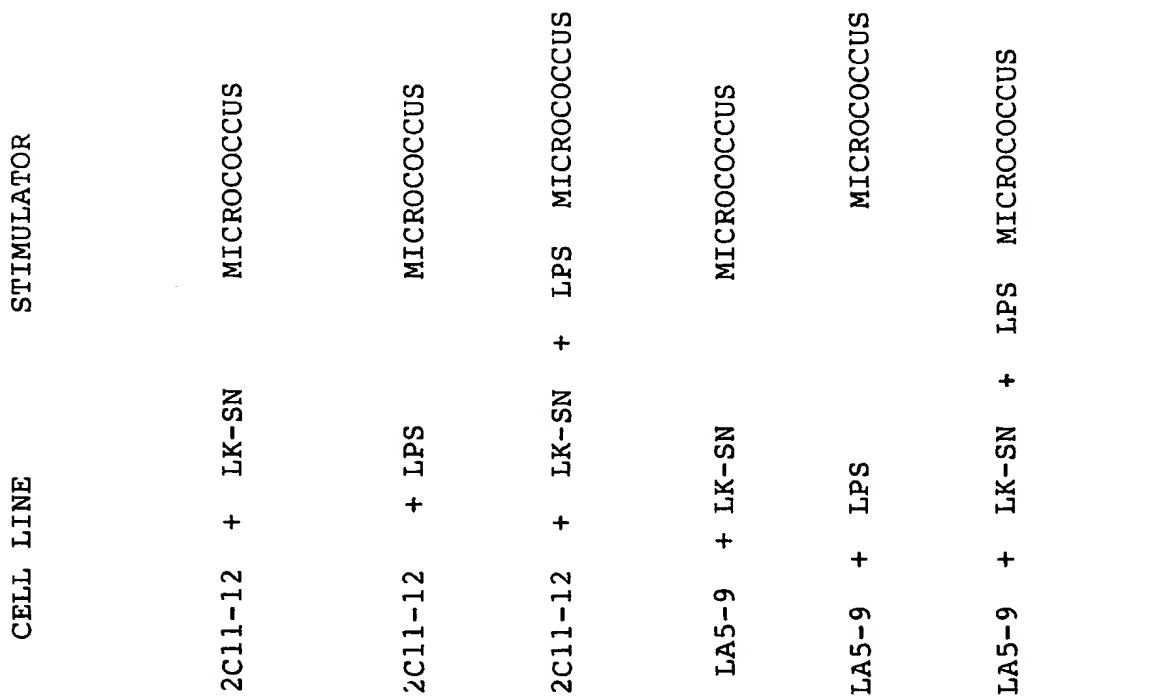 CELL LINE STIMULATOR
2C11-12 + LK-SN MICROCOCCUS
2C11-12 + LPS MICROCOCCUS
2C11-12 + LK-SN + LPS MICROCOCCUS
LA5-9 + LK-SN MICROCOCCUS
LA5-9 + LPS MICROCOCCUS
LA5-9 + LK-SN + LPS MICROCOCCUS